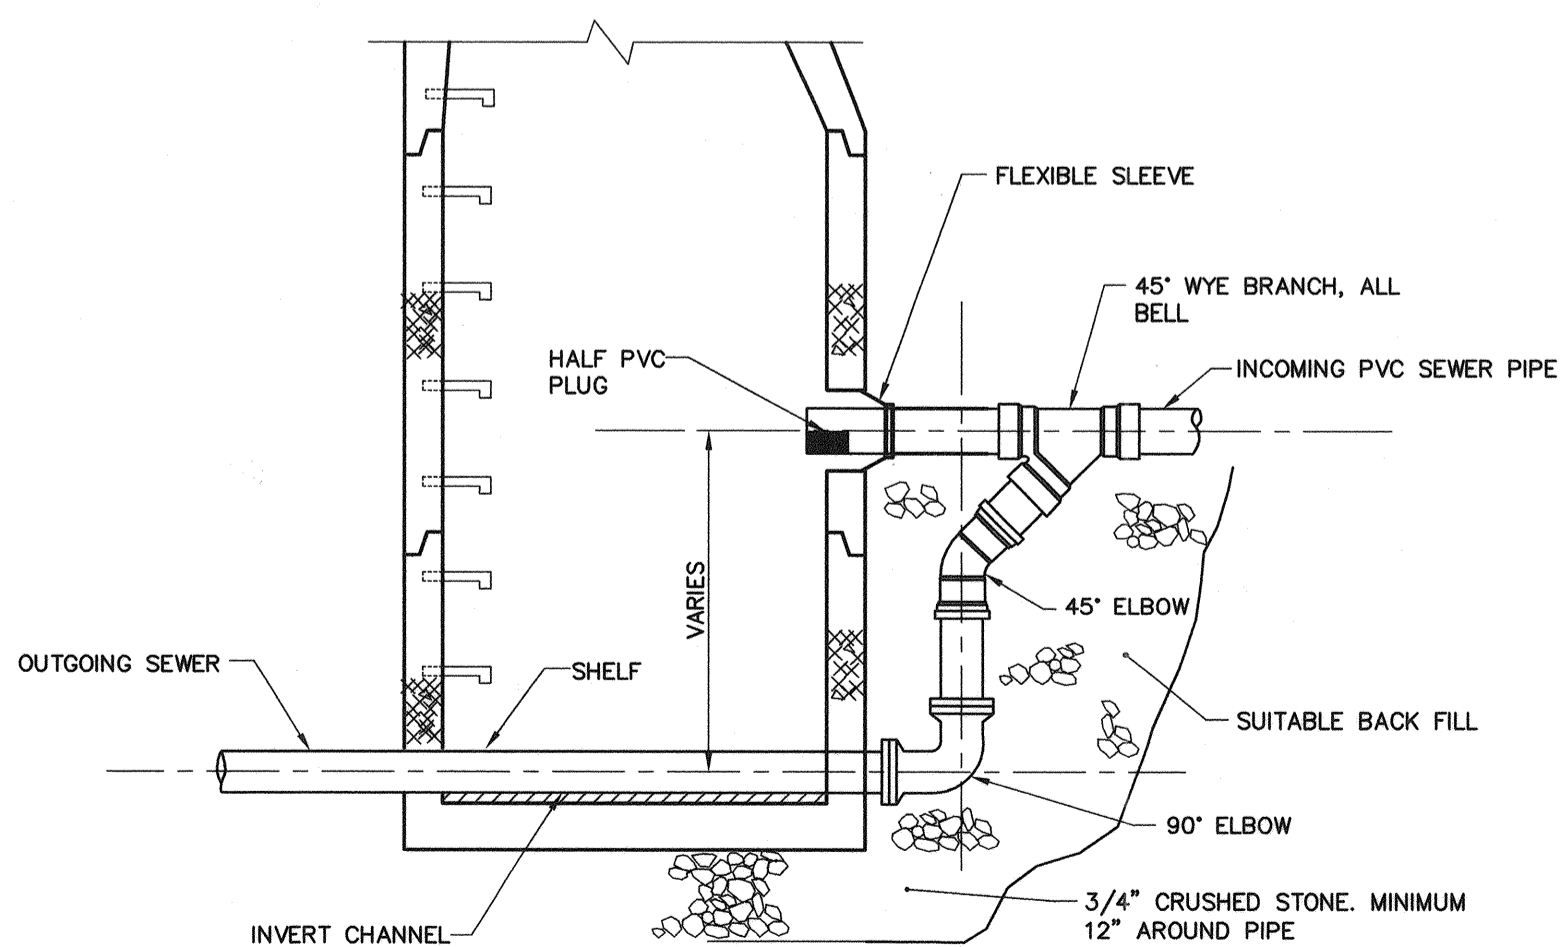 FLEXIBLE SLEEVE
45° WYE BRANCH, ALL
BELL
HALF PVC
PLUG
INCOMING PVC SEWER PIPE
VARIES
45° ELBOW
OUTGOING SEWER
SHELF
SUITABLE BACK FILL
90° ELBOW
3/4" CRUSHED STONE. MINIMUM
12" AROUND PIPE
INVERT CHANNEL